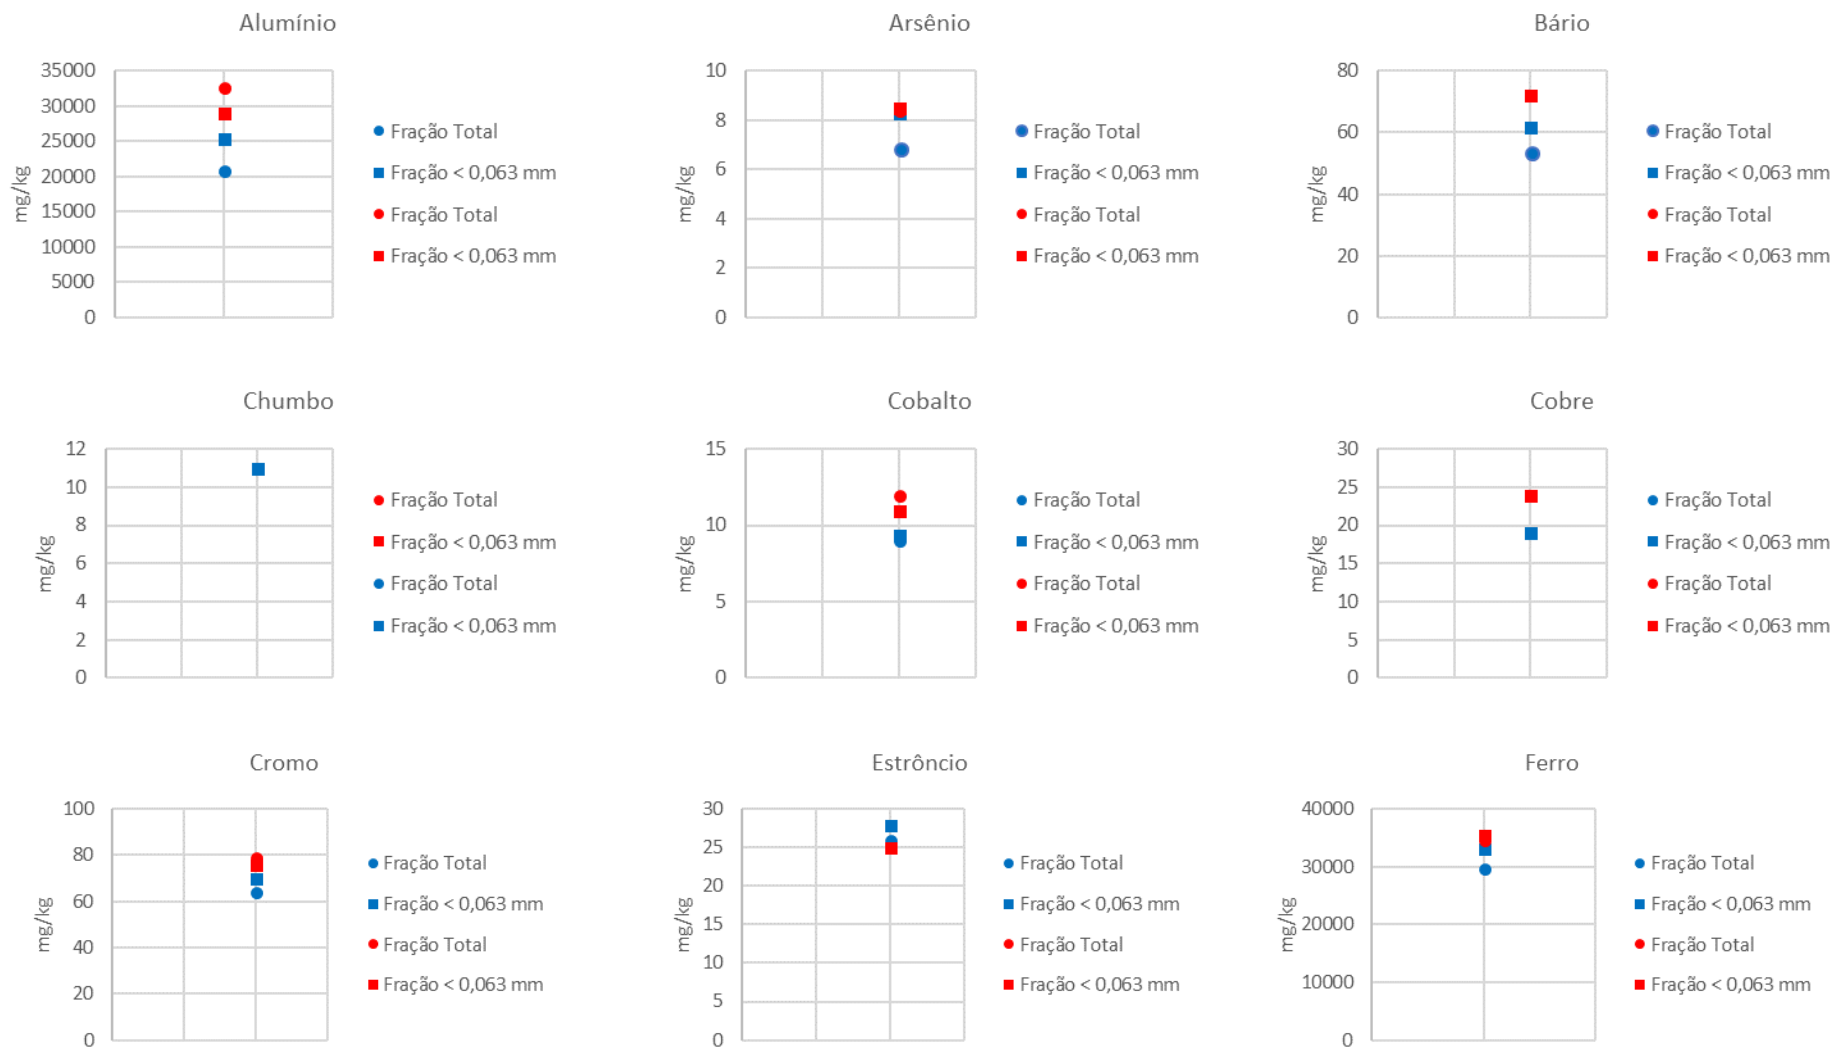 Alumínio
35000
30000
25000
20000
15000
10000
5000
0
mg/kg
Fração Total
Fração < 0,063 mm
Fração Total
Fração < 0,063 mm
Arsênio
10
8
6
4
2
0
mg/kg
Fração Total
Fração < 0,063 mm
Fração Total
Fração < 0,063 mm
Bário
80
60
40
20
0
mg/kg
Fração Total
Fração < 0,063 mm
Fração Total
Fração < 0,063 mm
Chumbo
12
10
8
6
4
2
0
mg/kg
Fração Total
Fração < 0,063 mm
Fração Total
Fração < 0,063 mm
Cobalto
15
10
5
0
mg/kg
Fração Total
Fração < 0,063 mm
Fração Total
Fração < 0,063 mm
Cobre
30
25
20
15
10
5
0
mg/kg
Fração Total
Fração < 0,063 mm
Fração Total
Fração < 0,063 mm
Cromo
100
80
60
40
20
0
mg/kg
Fração Total
Fração < 0,063 mm
Fração Total
Fração < 0,063 mm
Estrôncio
30
25
20
15
10
5
0
mg/kg
Fração Total
Fração < 0,063 mm
Fração Total
Fração < 0,063 mm
Ferro
40000
30000
20000
10000
0
mg/kg
Fração Total
Fração < 0,063 mm
Fração Total
Fração < 0,063 mm